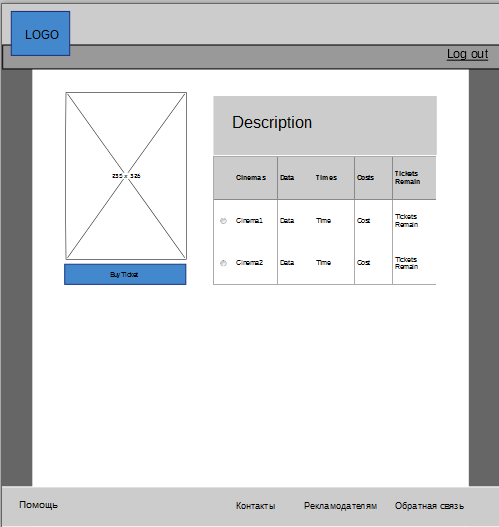 LOGO
Log out
235 x 326
Description
Cinemas Data Times Costs Tickets
Remain
Cinema1 Data Time Cost Tickets
Remain
Cinema2 Data Time Cost Tickets
Remain
Buy Ticket
Помощь Контакты Рекламодателям Обратная связь